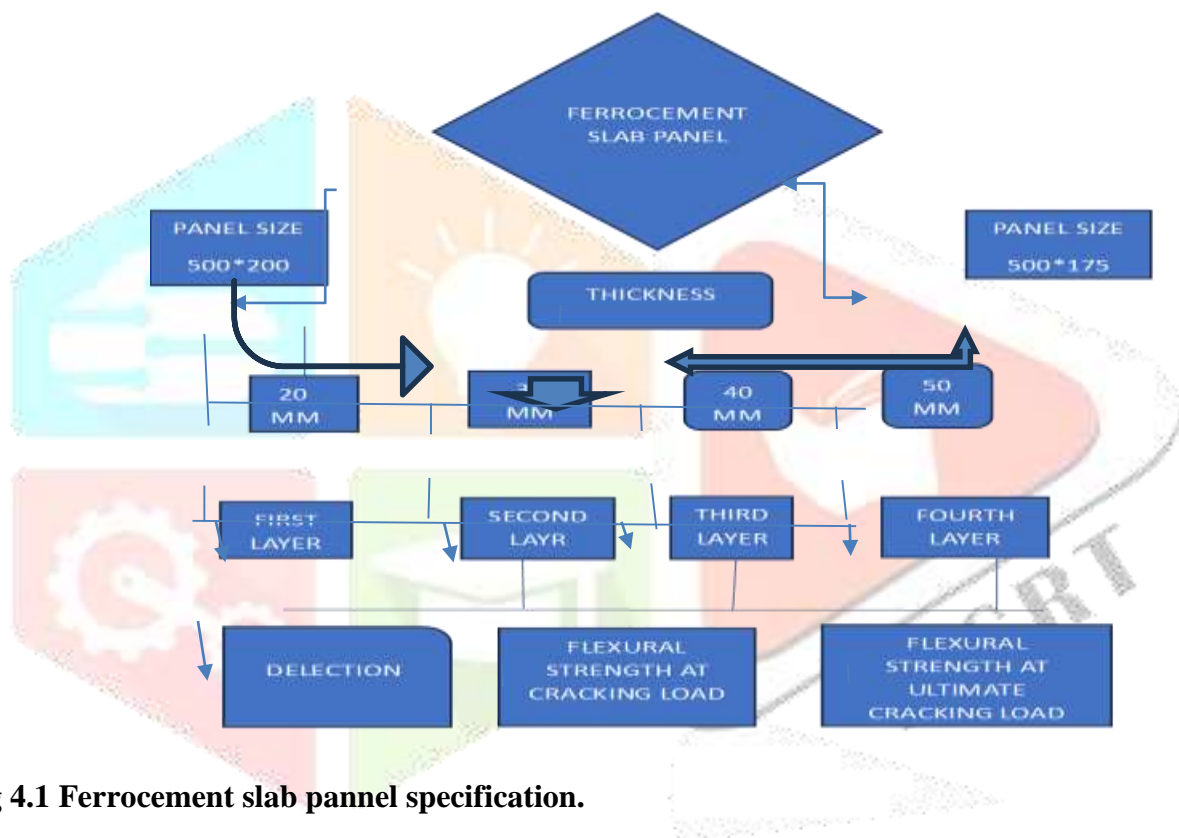 FERROCEMENT
SLAB PANEL
PANEL SIZE
500*200
PANEL SIZE
500*175
THICKNESS
20
MM
MM
40
MM
50
MM
FIRST
LAYER
SECOND
LAYR
THIRD
LAYER
FOURTH
LAYER
DELECTION
FLEXURAL
STRENGTH AT
CRACKING LOAD
FLEXURAL
STRENGTH AT
ULTIMATE
CRACKING LOAD
4.1 Ferrocement slab pannel specification.